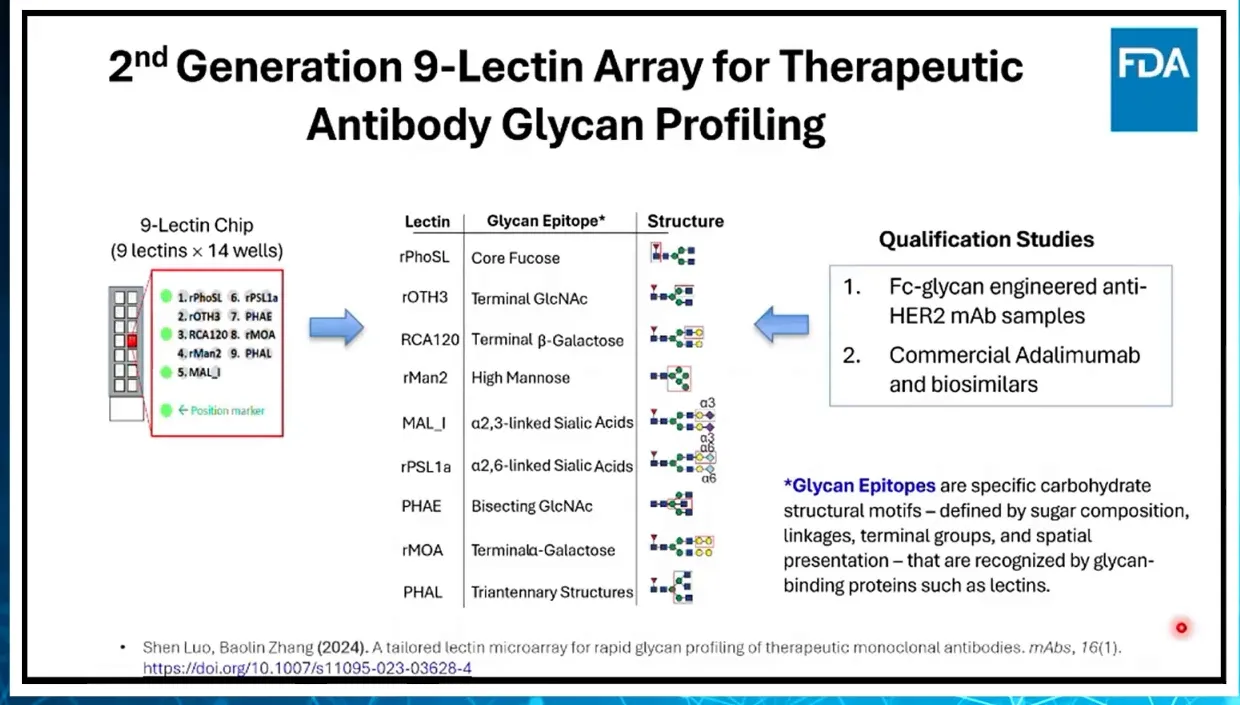 2nd Generation 9-Lectin Array for Therapeutic
Antibody Glycan Profiling
FDA
9-Lectin Chip
(9 lectins × 14 wells)
1. rPhoSL 6. rPSL1a
2. rOTH3 7. PHAE
3. RCA120 8. rMOA
4. rMan2 9. PHAL
5. MAL_I
← Position marker
Lectin Glycan Epitope* Structure
rPhoSL Core Fucose
rOTH3 Terminal GlcNAc
RCA120 Terminal β-Galactose
rMan2 High Mannose
α3
MAL_I α2,3-linked Sialic Acids
α3
α6
rPSL1a α2,6-linked Sialic Acids
α6
PHAE Bisecting GlcNAc
rMOA Terminalα-Galactose
PHAL Triantennary Structures
Qualification Studies
1. Fc-glycan engineered anti-
HER2 mAb samples
2. Commercial Adalimumab
and biosimilars
*Glycan Epitopes are specific carbohydrate
structural motifs – defined by sugar composition,
linkages, terminal groups, and spatial
presentation – that are recognized by glycan-
binding proteins such as lectins.
• Shen Luo, Baolin Zhang (2024). A tailored lectin microarray for rapid glycan profiling of therapeutic monoclonal antibodies. mAbs, 16(1).
https://doi.org/10.1007/s11095-023-03628-4